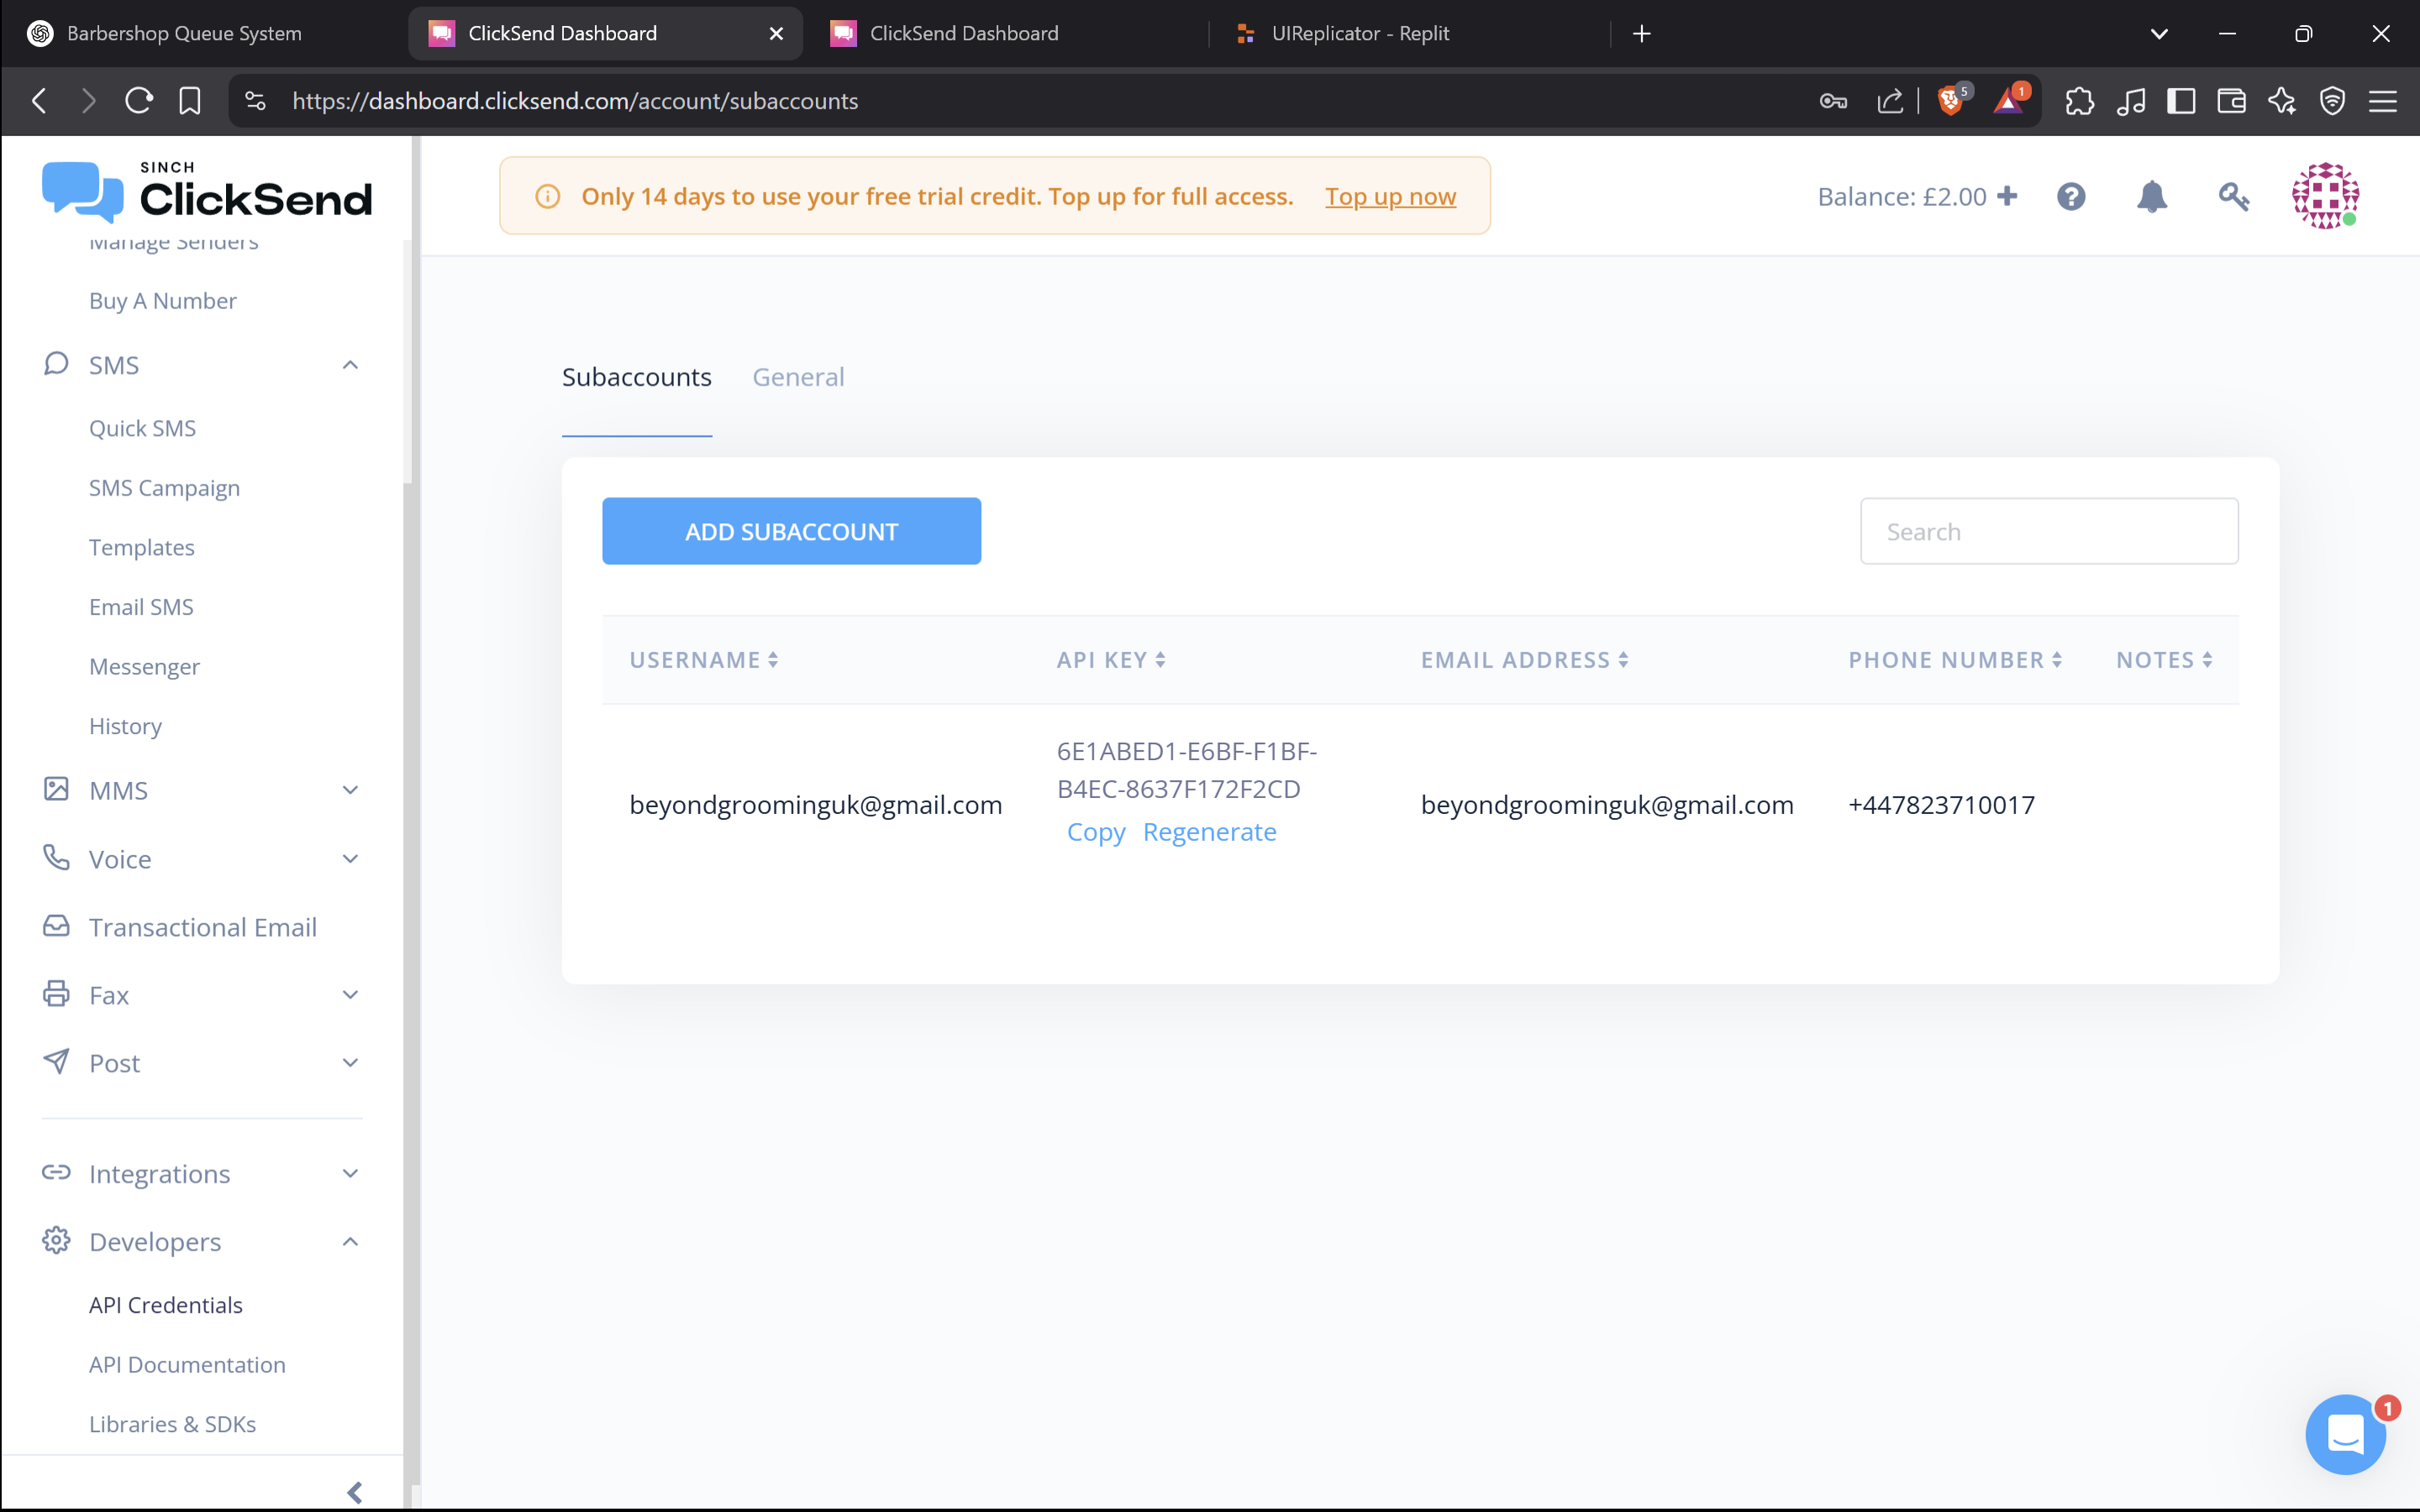 Barbershop Queue System
ClickSend Dashboard
ClickSend Dashboard
UIReplicator - Replit
https://dashboard.clicksend.com/account/subaccounts
5
1
SINCH
ClickSend
Only 14 days to use your free trial credit. Top up for full access. Top up now
Balance: £2.00
Manage Senders
Buy A Number
SMS
Quick SMS
SMS Campaign
Templates
Email SMS
Messenger
History
MMS
Voice
Transactional Email
Fax
Post
Integrations
Developers
API Credentials
API Documentation
Libraries & SDKs
Subaccounts General
ADD SUBACCOUNT
Search
USERNAME API KEY EMAIL ADDRESS PHONE NUMBER NOTES
beyondgroominguk@gmail.com
6E1ABED1-E6BF-F1BF-
B4EC-8637F172F2CD
Copy Regenerate
beyondgroominguk@gmail.com
+447823710017
1